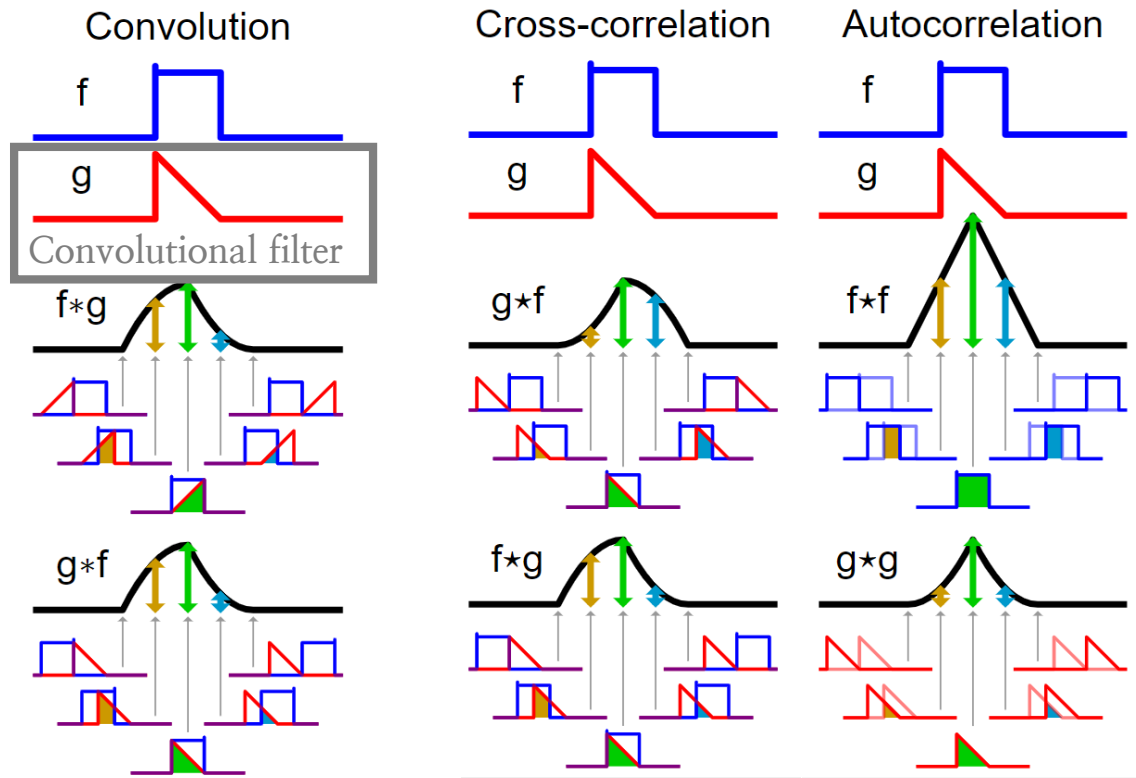 Convolution
f
g
Convolutional filter
f∗g
g∗f
Cross-correlation
f
g
g⋆f
f⋆g
Autocorrelation
f
g
f⋆f
g⋆g